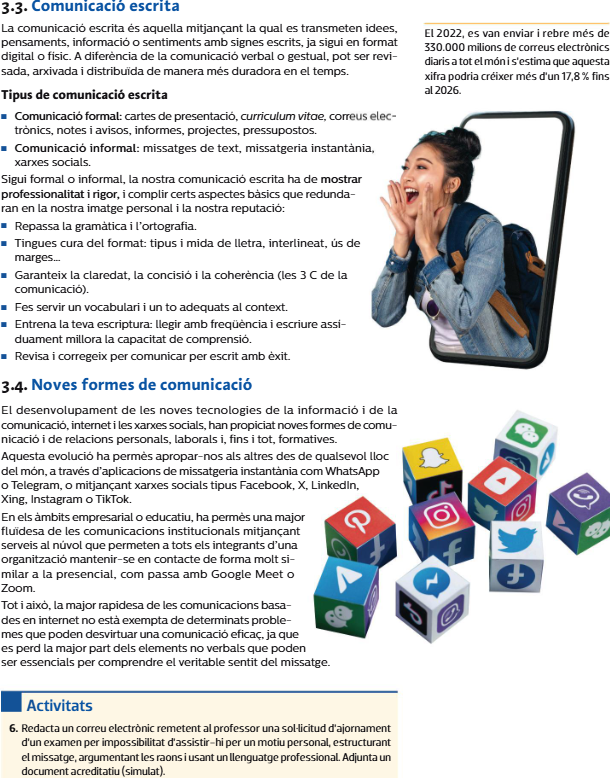 3.3. Comunicació escrita
La comunicació escrita és aquella mitjançant la qual es transmeten idees,
pensaments, informació o sentiments amb signes escrits, ja sigui en format
digital o físic. A diferència de la comunicació verbal o gestual, pot ser revi-
sada, arxivada i distribuïda de manera més duradora en el temps.
Tipus de comunicació escrita
▪ Comunicació formal: cartes de presentació, curriculum vitae, correus elec-
trònics, notes i avisos, informes, projectes, pressupostos.
▪ Comunicació informal: missatges de text, missatgeria instantània,
xarxes socials.
Sigui formal o informal, la nostra comunicació escrita ha de mostrar
professionalitat i rigor, i complir certs aspectes bàsics que redunda-
ran en la nostra imatge personal i la nostra reputació:
▪ Repassa la gramàtica i l'ortografia.
▪ Tingues cura del format: tipus i mida de lletra, interlineat, ús de
marges...
▪ Garanteix la claredat, la concisió i la coherència (les 3 C de la
comunicació).
▪ Fes servir un vocabulari i un to adequats al context.
▪ Entrena la teva escriptura: llegir amb freqüència i escriure assí-
duament millora la capacitat de comprensió.
▪ Revisa i corregeix per comunicar per escrit amb èxit.
El 2022, es van enviar i rebre més de
330.000 milions de correus electrònics
diaris a tot el món i s'estima que aquesta
xifra podria créixer més d'un 17,8 % fins
al 2026.
3.4. Noves formes de comunicació
El desenvolupament de les noves tecnologies de la informació i de la
comunicació, internet i les xarxes socials, han propiciat noves formes de comu-
nicació i de relacions personals, laborals i, fins i tot, formatives.
Aquesta evolució ha permès apropar-nos als altres des de qualsevol lloc
del món, a través d'aplicacions de missatgeria instantània com WhatsApp
o Telegram, o mitjançant xarxes socials tipus Facebook, X, LinkedIn,
Xing, Instagram o TikTok.
En els àmbits empresarial o educatiu, ha permès una major
fluïdesa de les comunicacions institucionals mitjançant
serveis al núvol que permeten a tots els integrants d'una
organització mantenir-se en contacte de forma molt si-
milar a la presencial, com passa amb Google Meet o
Zoom.
Tot i això, la major rapidesa de les comunicacions basa-
des en internet no està exempta de determinats proble-
mes que poden desvirtuar una comunicació eficaç, ja que
es perd la major part dels elements no verbals que poden
ser essencials per comprendre el veritable sentit del missatge.
Activitats
6. Redacta un correu electrònic remetent al professor una sol·licitud d'ajornament
d'un examen per impossibilitat d'assistir-hi per un motiu personal, estructurant
el missatge, argumentant les raons i usant un llenguatge professional. Adjunta un
document acreditatiu (simulat).